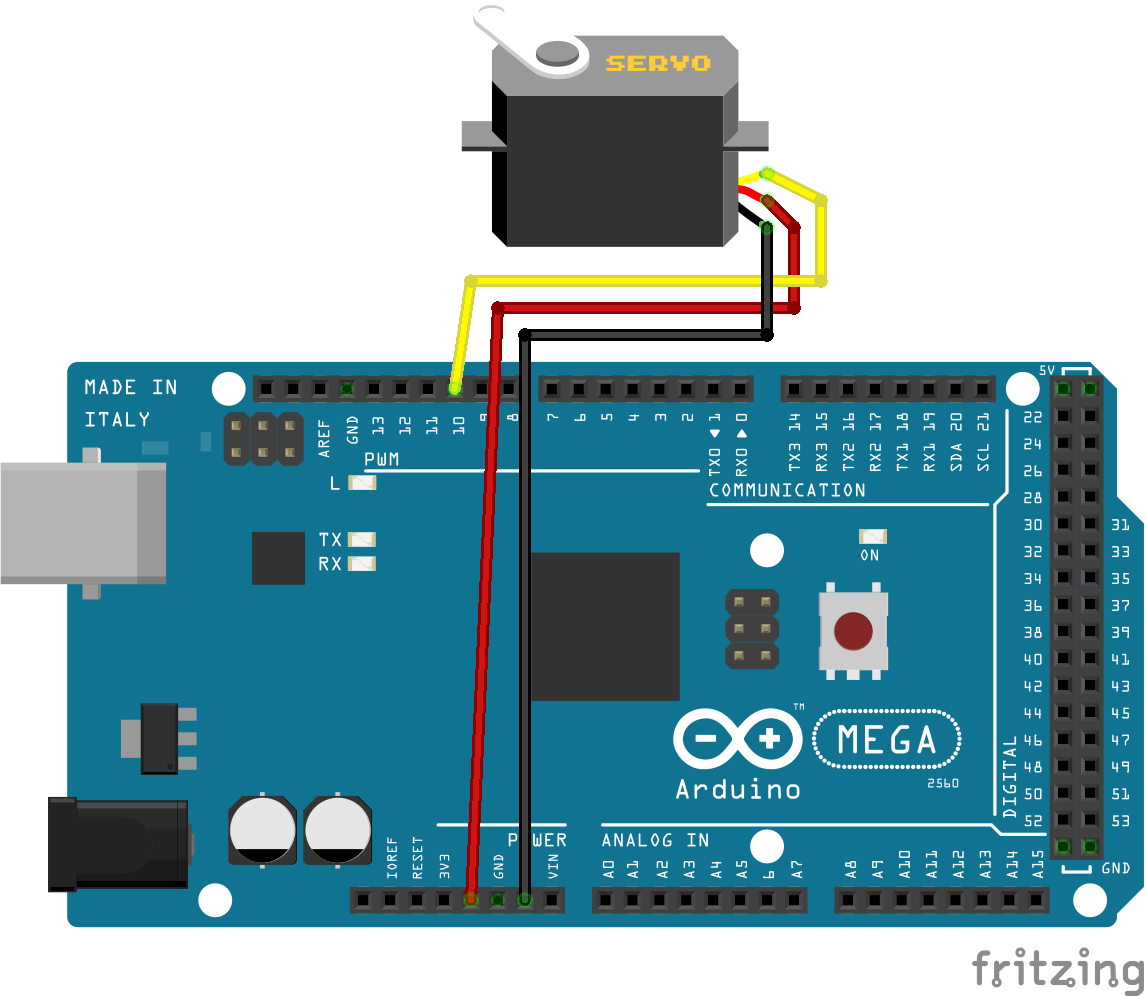 SERVO
MADE IN
ITALY
5V
AREF
GND
13
12
11
10
9
8
7
6
5
4
3
2
TX0 ◄ 1
RX0 ► 0
TX3 14
RX3 15
TX2 16
RX2 17
TX1 18
RX1 19
SDA 20
SCL 21
PWM
COMMUNICATION
L
TX
RX
ON
22
24
26
28
30 31
32 33
34 35
36 37
38 39
40 41
42 43
44 45
46 47
48 49
50 51
52 53
DIGITAL
GND
TM
MEGA
2560
Arduino
POWER
ANALOG IN
IOREF
RESET
3V3
GND
VIN
A0
A1
A2
A3
A4
A5
6
A7
A8
A9
A10
A11
A12
A13
A14
A15
fritzing